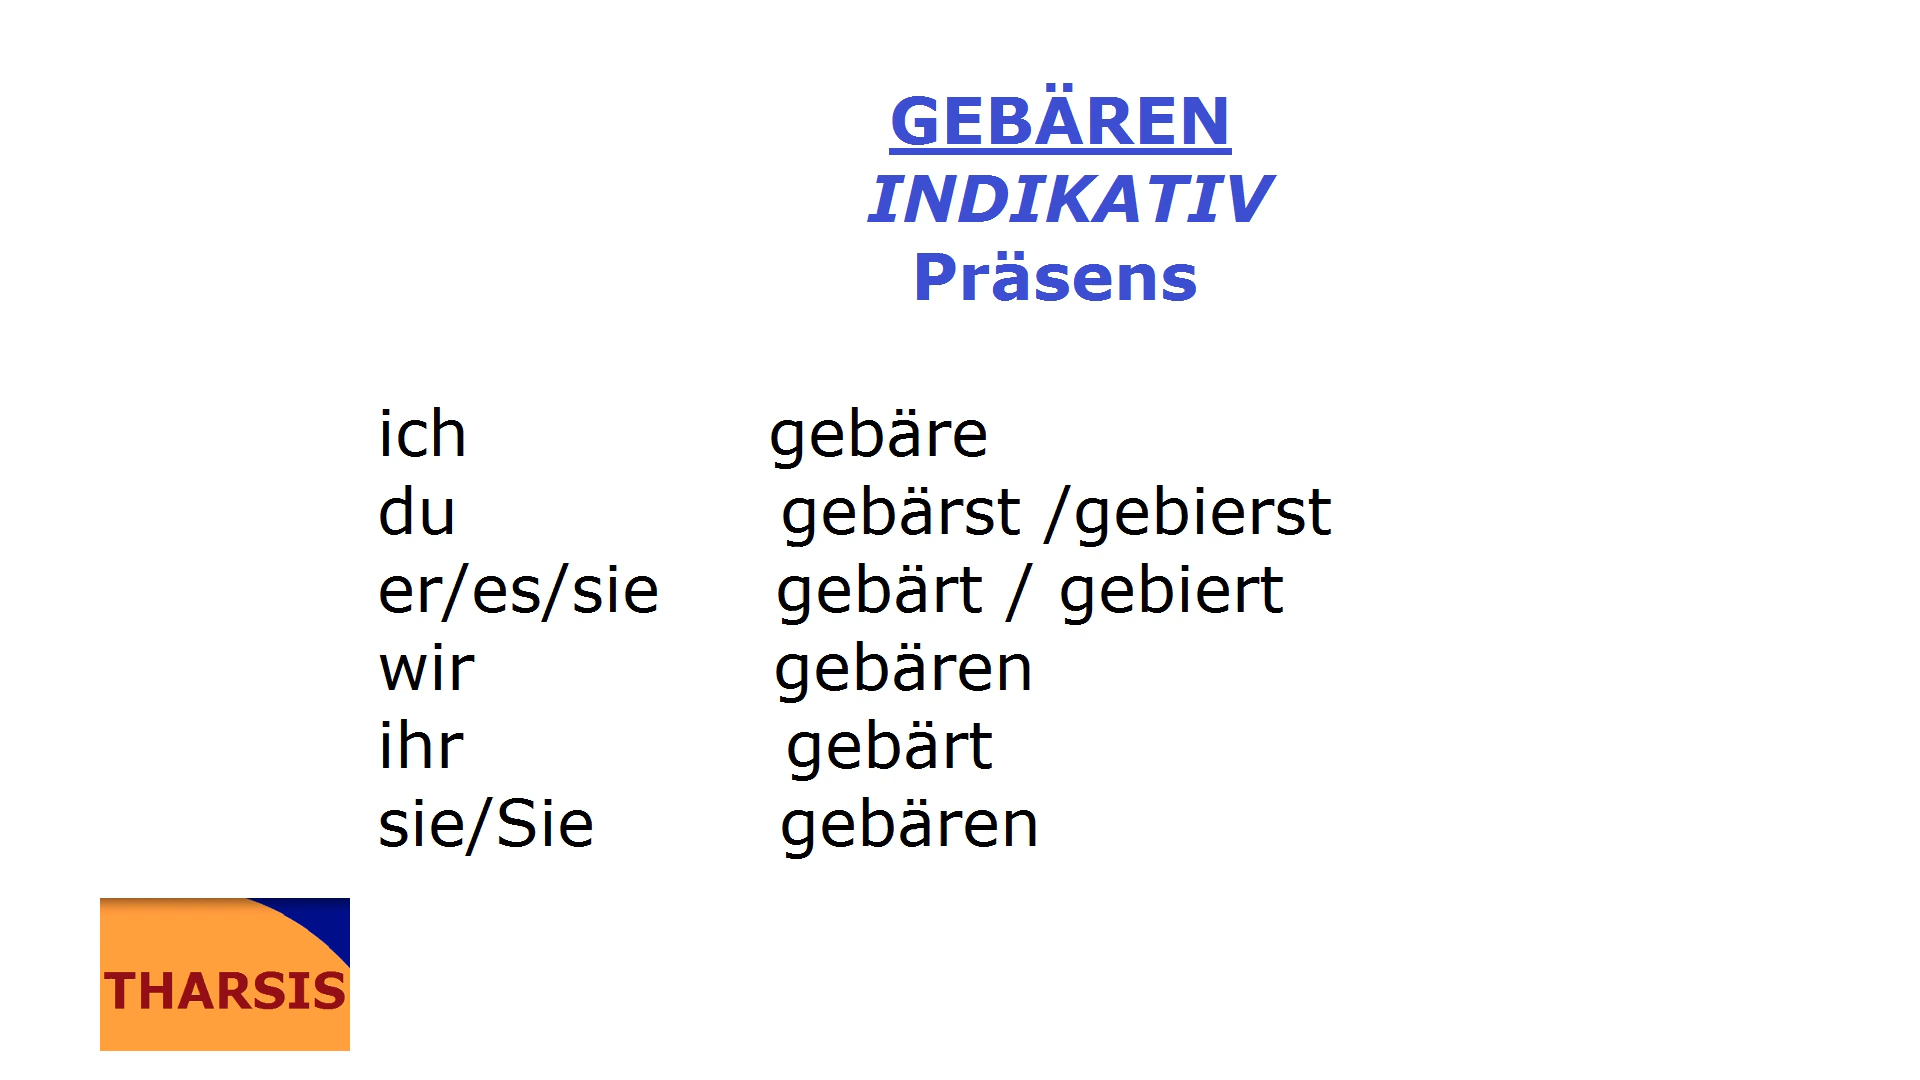 GEBÄREN
INDIKATIV
Präsens
ich gebäre
du gebärst /gebierst
er/es/sie gebärt / gebiert
wir gebären
ihr gebärt
sie/Sie gebären
THARSIS